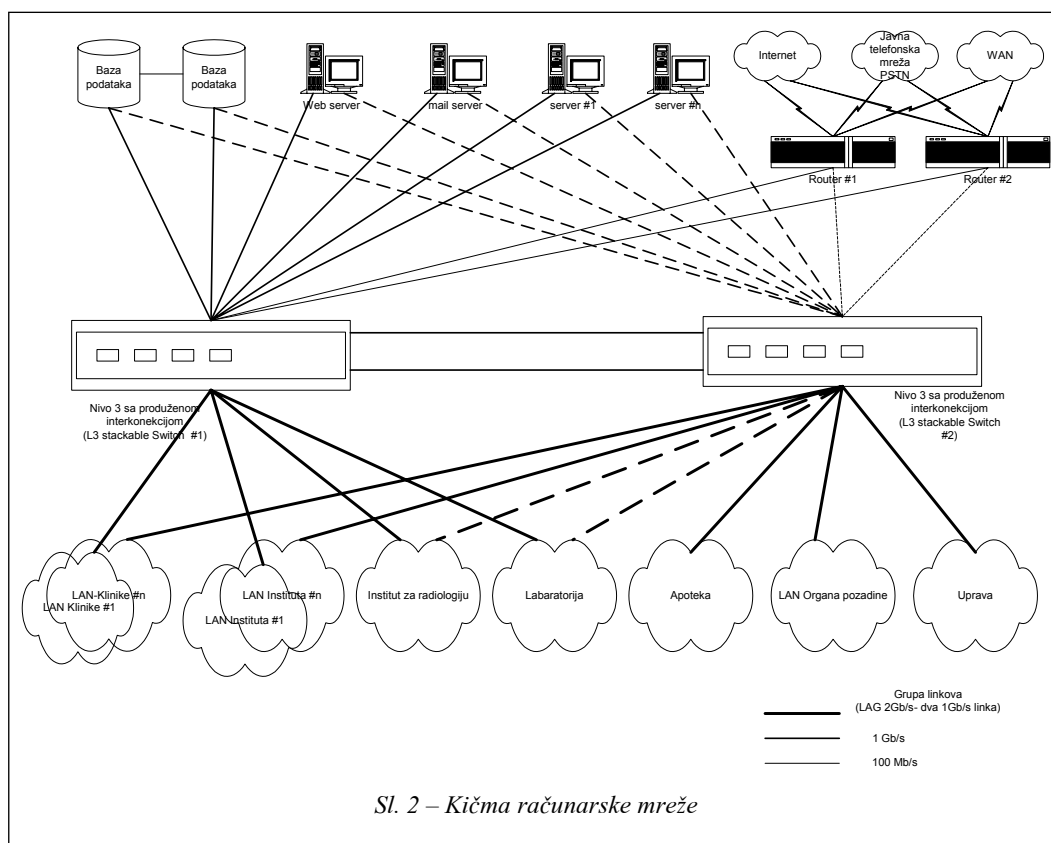 Baza
podataka
Baza
podataka
Web server
mail server
server #1
server #n
Internet
Javna
telefonska
mreža
PSTN
WAN
Router #1
Router #2
Nivo 3 sa produženom
interkonekcijom
(L3 stackable Switch #1)
Nivo 3 sa produženom
interkonekcijom
(L3 stackable Switch
#2)
LAN-Klinike #n
LAN Klinike #1
LAN Instituta #n
LAN Instituta #1
Institut za radiologiju
Labaratorija
Apoteka
LAN Organa pozadine
Uprava
Grupa linkova
(LAG 2Gb/s- dva 1Gb/s linka)
1 Gb/s
100 Mb/s
Sl. 2 – Kičma računarske mreže